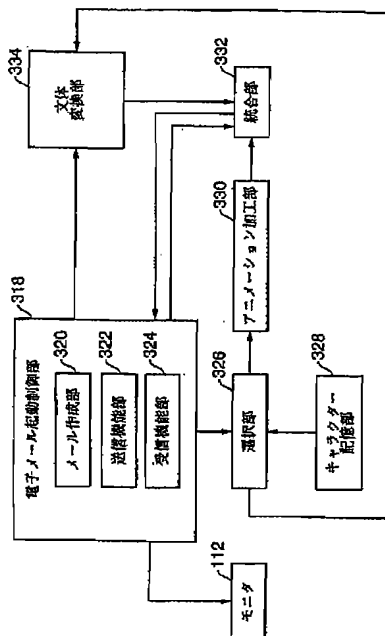 334
文体
変換部
332
統合部
330
アニメーション加工部
318
電子メール起動制御部
320
メール作成部
322
送信機能部
324
受信機能部
326
選択部
328
キャラクター
記憶部
112
モニタ